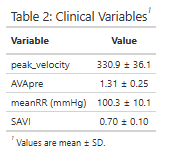 Table 2: Clinical Variables¹
Variable Value
peak_velocity 330.9 ± 36.1
AVApre 1.31 ± 0.25
meanRR (mmHg) 100.3 ± 10.1
SAVI 0.70 ± 0.10
¹ Values are mean ± SD.